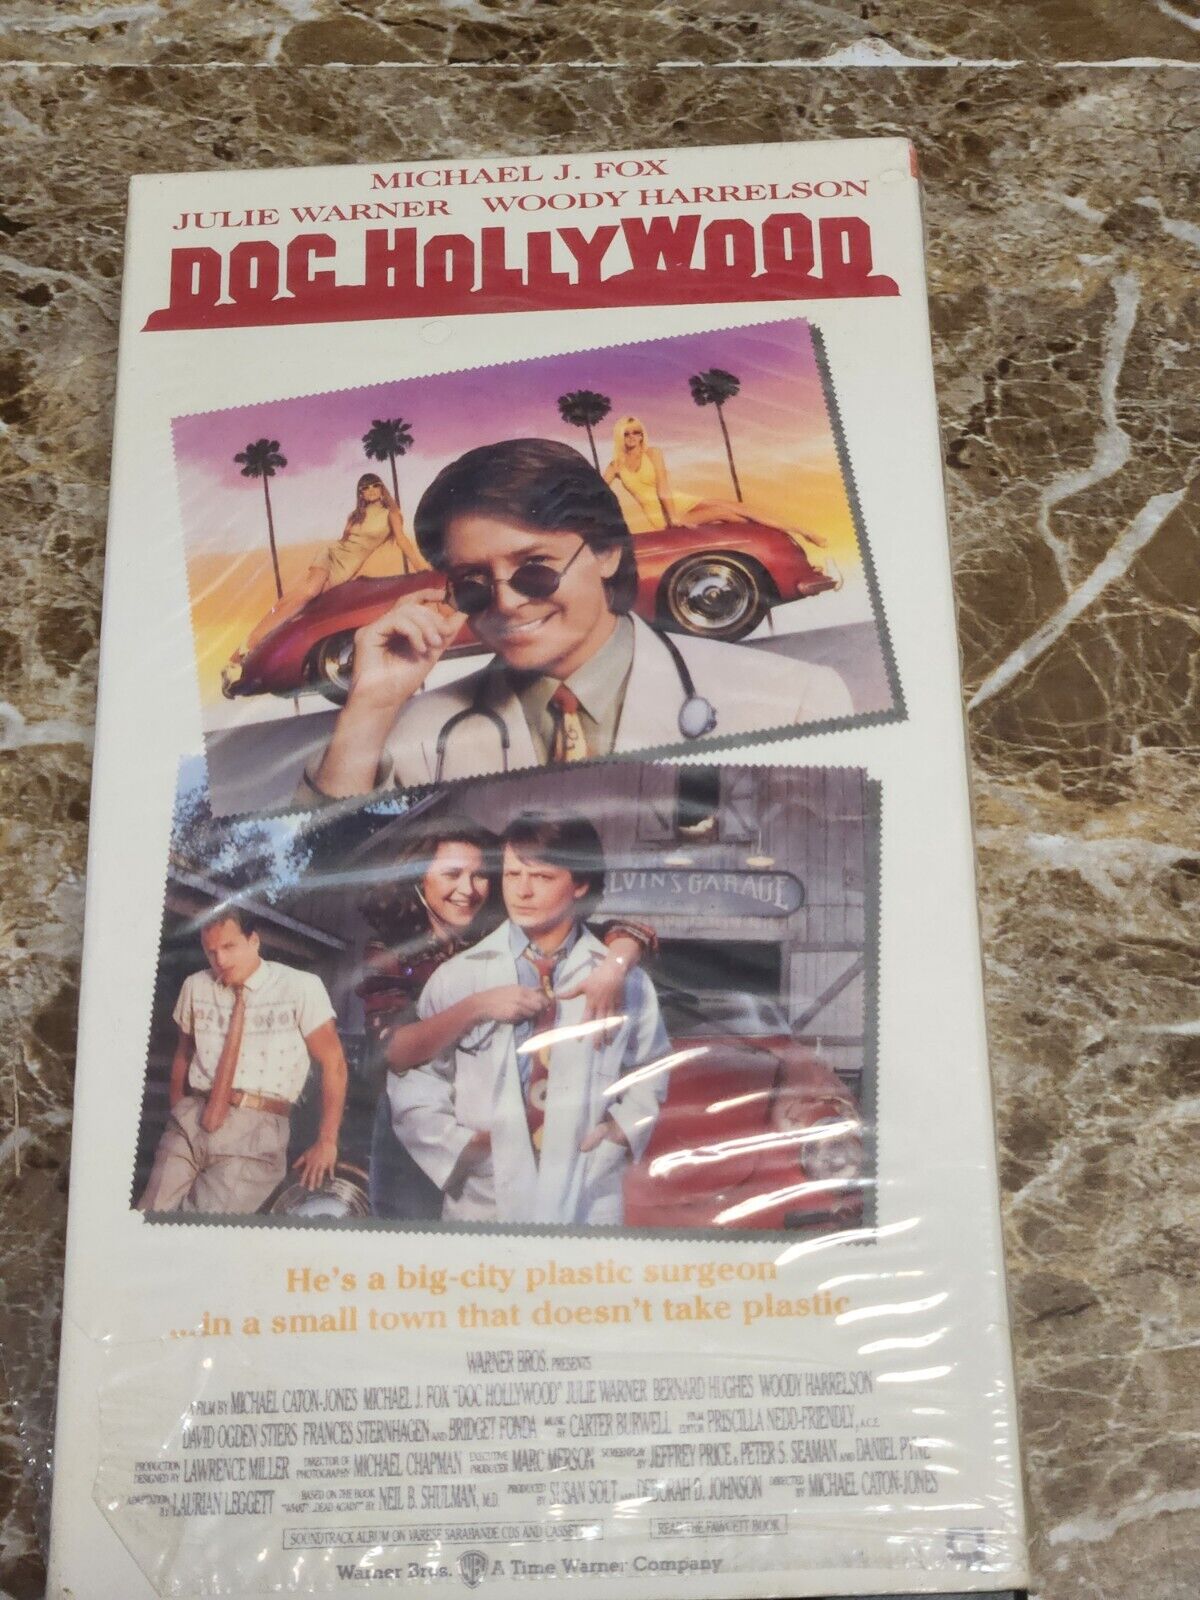 MICHAEL J. FOX
JULIE WARNER WOODY HARRELSON
DOC HOLLYWOOD
LVIN'S GARAGE
He's a big-city plastic surgeon
...in a small town that doesn't take plastic.
WARNER BROS. PRESENTS
A FILM BY MICHAEL CATON-JONES MICHAEL J. FOX "DOC HOLLYWOOD" JULIE WARNER BERNARD HUGHES WOODY HARRELSON
DAVID OGDEN STIERS FRANCES STERNHAGEN AND BRIDGET FONDA MUSIC BY CARTER BURWELL FILM EDITOR PRISCILLA NEDD-FRIENDLY, A.C.E.
PRODUCTION DESIGNED BY LAWRENCE MILLER DIRECTOR OF PHOTOGRAPHY MICHAEL CHAPMAN EXECUTIVE PRODUCER MARC MERSON SCREENPLAY BY JEFFREY PRICE & PETER S. SEAMAN AND DANIEL PYNE
ADAPTATION BY LAURIAN LEGGETT BASED ON THE BOOK "WHAT?...DEAD AGAIN?" BY NEIL B. SHULMAN, M.D. PRODUCED BY SUSAN SOLT AND DEBORAH D. JOHNSON DIRECTED BY MICHAEL CATON-JONES
SOUNDTRACK ALBUM ON VARESE SARABANDE CDS AND CASSETTES READ THE FAWCETT BOOK
Warner Bros. WB A Time Warner Company